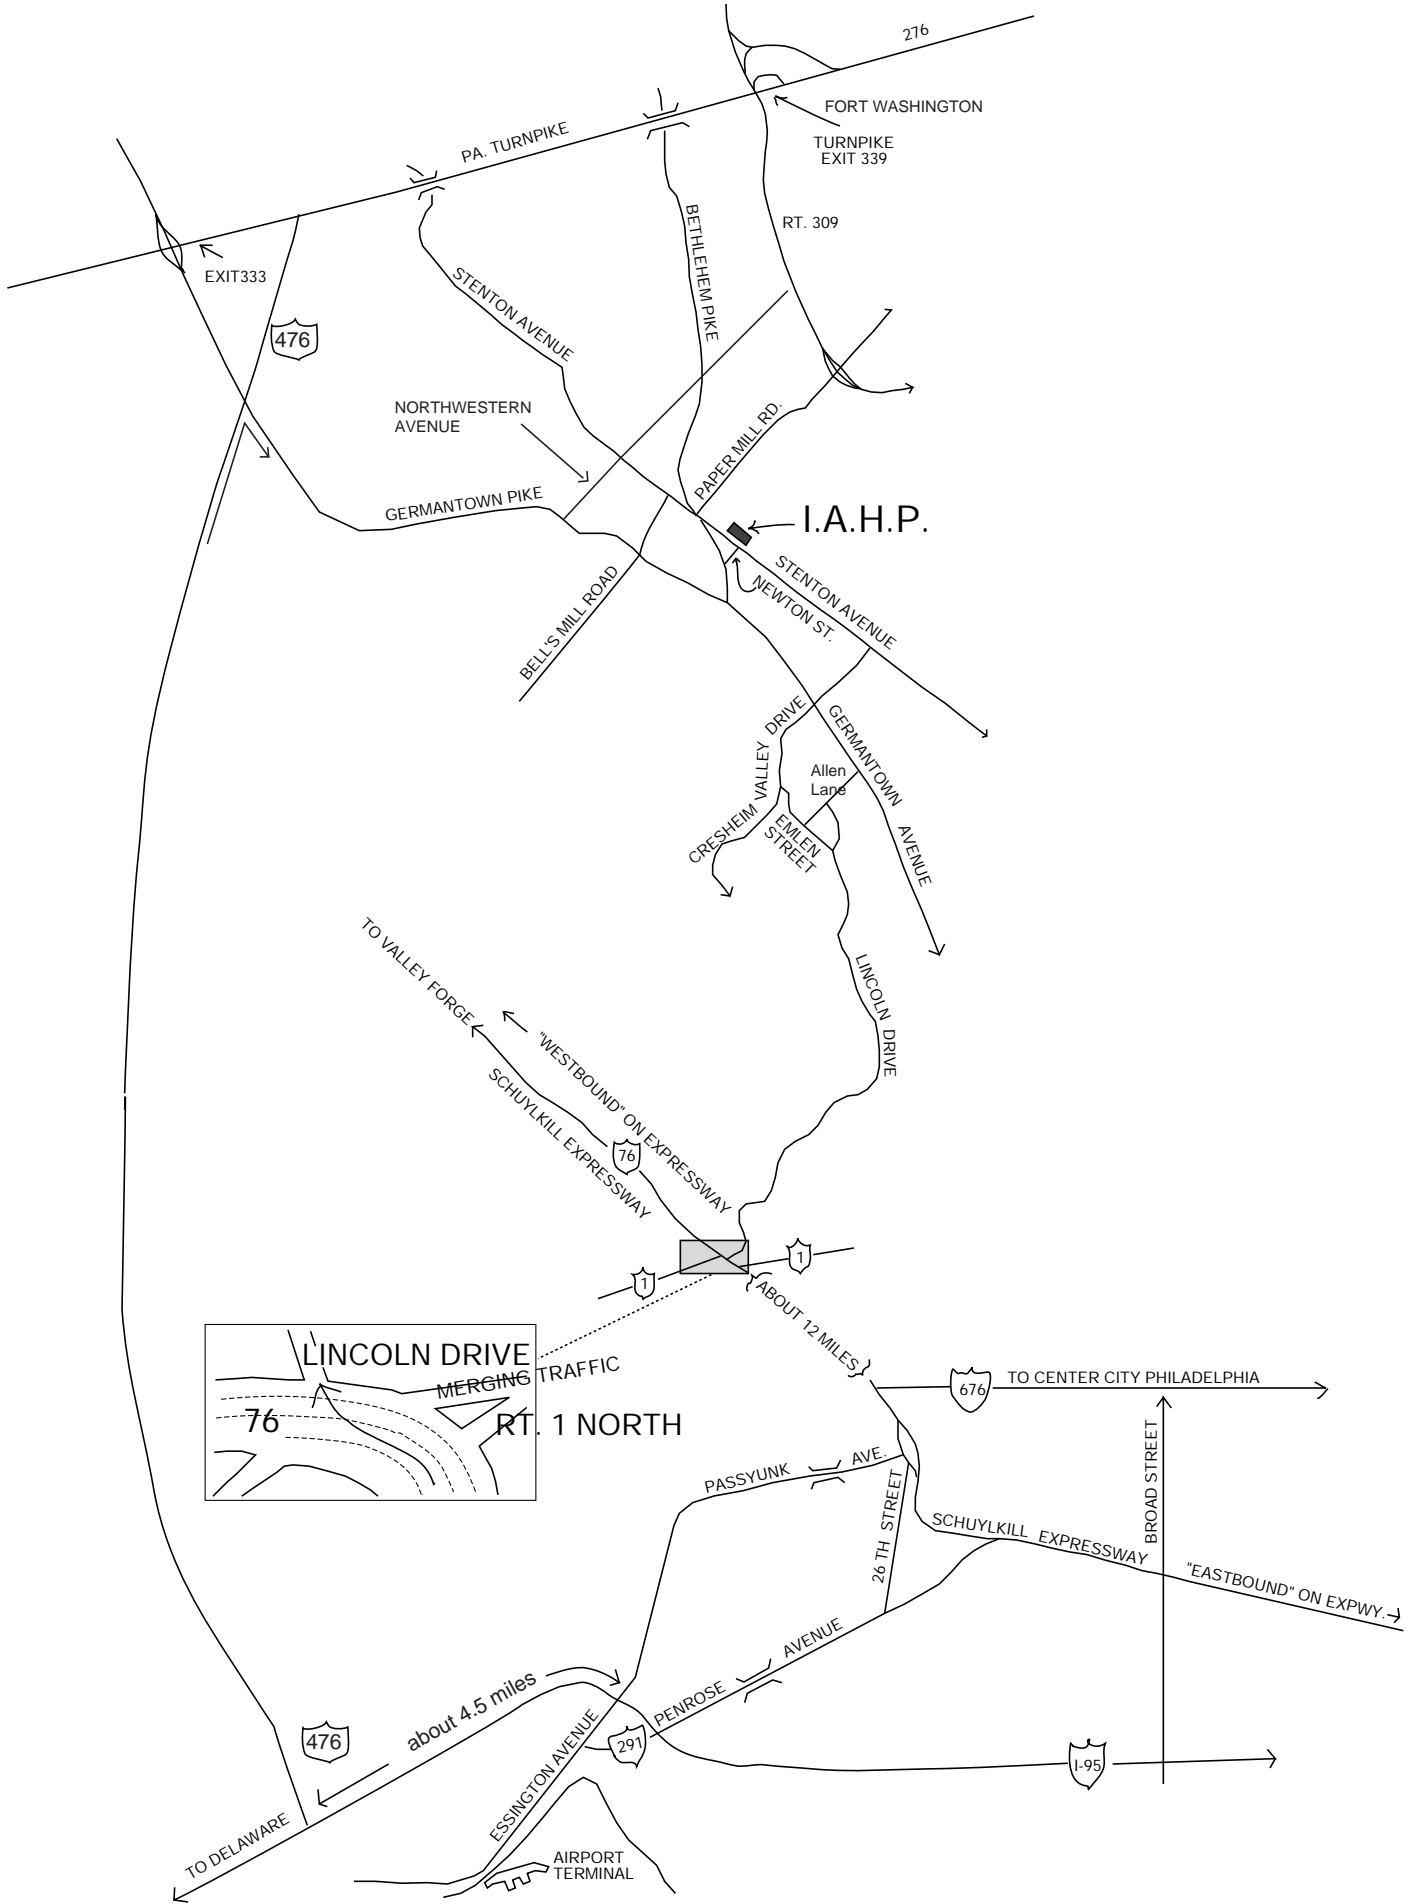 276
FORT WASHINGTON
TURNPIKE
EXIT 339
PA. TURNPIKE
RT. 309
BETHLEHEM PIKE
EXIT333
STENTON AVENUE
476
NORTHWESTERN
AVENUE
PAPER MILL RD.
GERMANTOWN PIKE
I.A.H.P.
STENTON AVENUE
NEWTON ST.
BELL'S MILL ROAD
CRESHEIM VALLEY DRIVE
GERMANTOWN AVENUE
Allen
Lane
EMLEN
STREET
TO VALLEY FORGE
LINCOLN DRIVE
"WESTBOUND" ON EXPRESSWAY
SCHUYLKILL EXPRESSWAY
76
1
1
ABOUT 12 MILES
LINCOLN DRIVE
MERGING TRAFFIC
76
RT. 1 NORTH
676
TO CENTER CITY PHILADELPHIA
BROAD STREET
PASSYUNK AVE.
26 TH STREET
SCHUYLKILL EXPRESSWAY
"EASTBOUND" ON EXPWY.
PENROSE AVENUE
about 4.5 miles
476
291
I-95
ESSINGTON AVENUE
TO DELAWARE
AIRPORT
TERMINAL